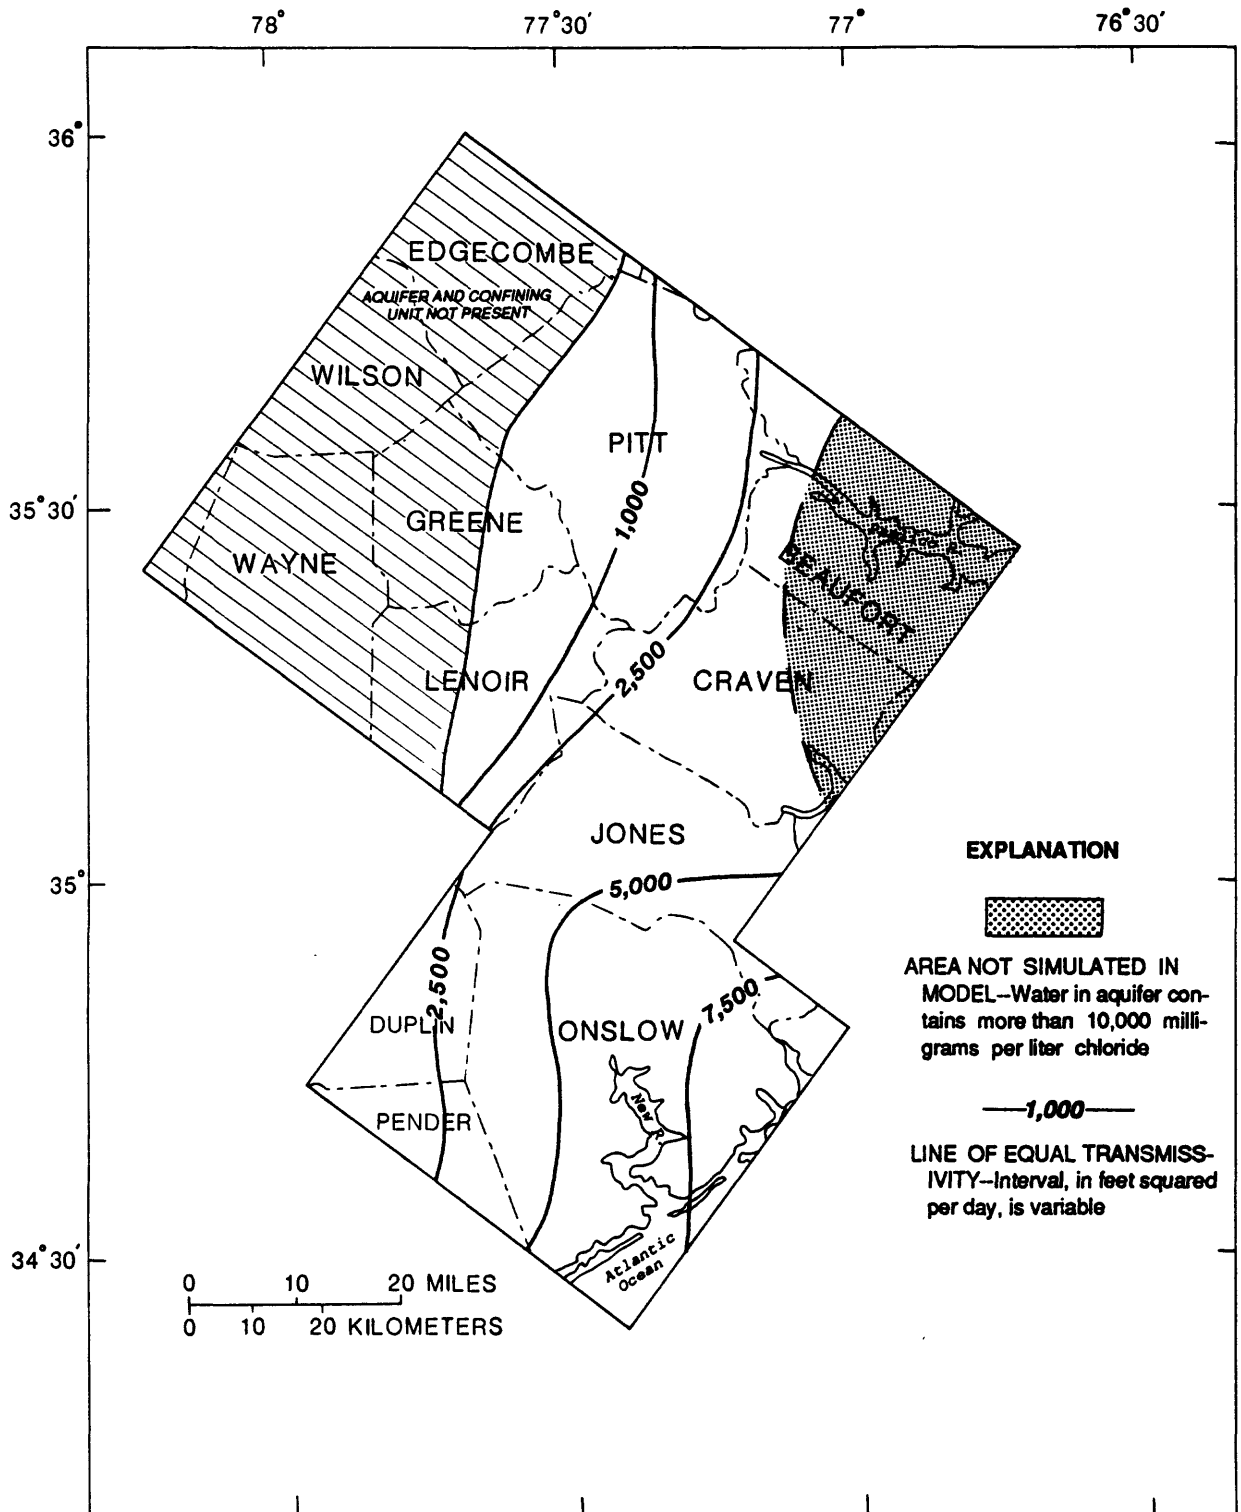 78° 77°30′ 77° 76°30′
36°
EDGECOMBE
AQUIFER AND CONFINING
UNIT NOT PRESENT
WILSON
PITT
1,000
35°30′
GREENE
WAYNE
BEAUFORT
LENOIR
2,500
CRAVEN
JONES
EXPLANATION
35°
5,000
2,500
AREA NOT SIMULATED IN
MODEL--Water in aquifer con-
tains more than 10,000 milli-
grams per liter chloride
7,500
DUPLIN
ONSLOW
New R.
PENDER
1,000
LINE OF EQUAL TRANSMISS-
IVITY--Interval, in feet squared
per day, is variable
Atlantic
Ocean
34°30′
0 10 20 MILES
0 10 20 KILOMETERS